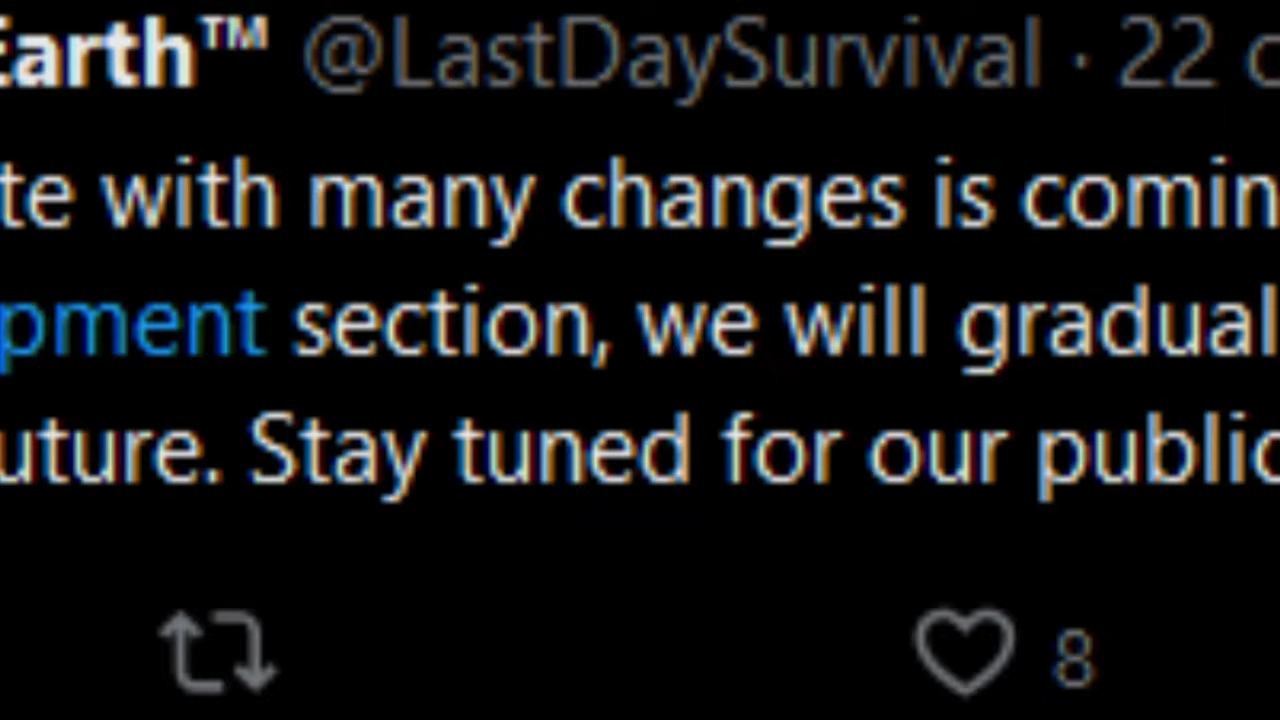 Earth™ @LastDaySurvival · 22
te with many changes is comin
pment section, we will gradual
uture. Stay tuned for our public
8